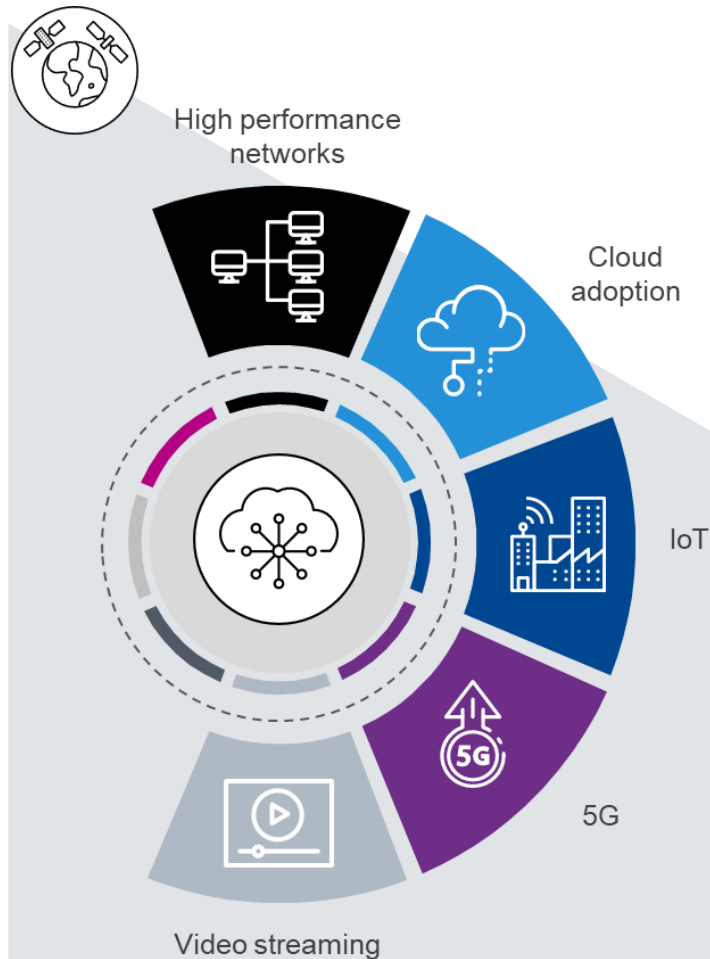 High performance
networks
Cloud
adoption
IoT
5G
5G
Video streaming